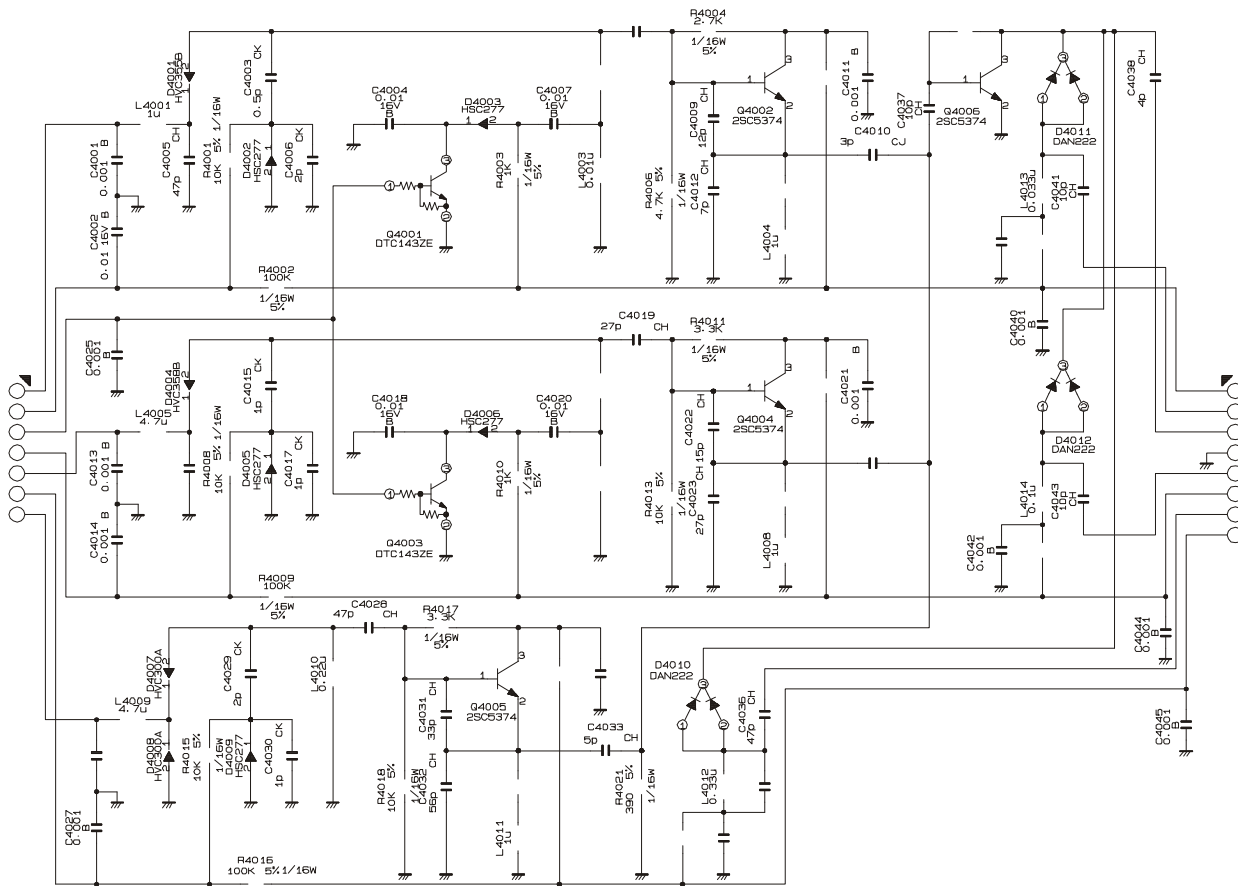 R4004
2.7K
1/16W
5%
D4001
HVC355B
C4003
CK
0.5p
L4001
1u
C4001
B
0.001
C4005
CH
47p
R4001
10K
5% 1/16W
D4002
HSC277
C4006
CK
2p
C4002
B
0.01 16V
C4004
0.01
16V
B
D4003
HSC277
C4007
0.01
16V
B
R4003
1K
1/16W
5%
L4003
0.01u
Q4001
DTC143ZE
C4009
CH
12p
Q4002
2SC5374
C4011
B
0.001
C4010
3p
CJ
R4006
4.7K
5%
1/16W
C4012
CH
7p
L4004
1u
C4037
10p
CH
Q4006
2SC5374
D4011
DAN222
C4038
CH
4p
L4013
0.033u
C4041
10p
CH
R4002
100K
1/16W
5%
C4025
0.001
B
C4019
27p
CH
R4011
3.3K
1/16W
5%
C4040
0.001
B
D4004
HVC358B
C4015
CK
1p
L4005
4.7u
C4013
B
0.001
R4008
10K
5% 1/16W
D4005
HSC277
C4017
CK
1p
C4014
B
0.001
C4018
0.01
16V
B
D4006
HSC277
C4020
0.01
16V
B
R4010
1K
1/16W
5%
Q4003
DTC143ZE
C4022
CH
15p
Q4004
2SC5374
C4021
B
0.001
R4013
10K
5%
1/16W
C4023
CH
27p
L4008
1u
D4012
DAN222
L4014
0.1u
C4043
10p
CH
C4042
0.001
B
R4009
100K
1/16W
5%
C4028
47p
CH
R4017
3.3K
1/16W
5%
C4044
0.001
B
D4007
HVC300A
C4029
CK
2p
L4010
0.22u
L4009
4.7u
D4008
HVC300A
R4015
10K
5%
1/16W
D4009
HSC277
C4030
CK
1p
C4027
0.001
B
C4031
CH
33p
Q4005
2SC5374
C4033
5p
CH
R4018
10K
5%
1/16W
C4032
CH
56p
L4011
1u
R4021
390
5%
1/16W
D4010
DAN222
C4036
CH
47p
L4012
0.33u
C4045
0.001
B
R4016
100K 5% 1/16W